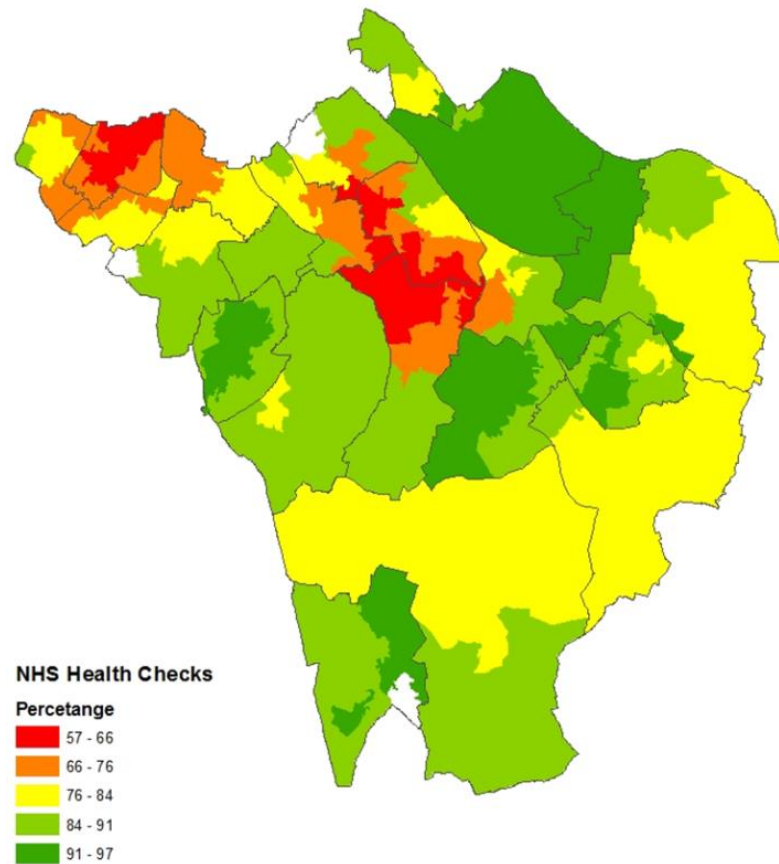 NHS Health Checks
Percetange
57 - 66
66 - 76
76 - 84
84 - 91
91 - 97